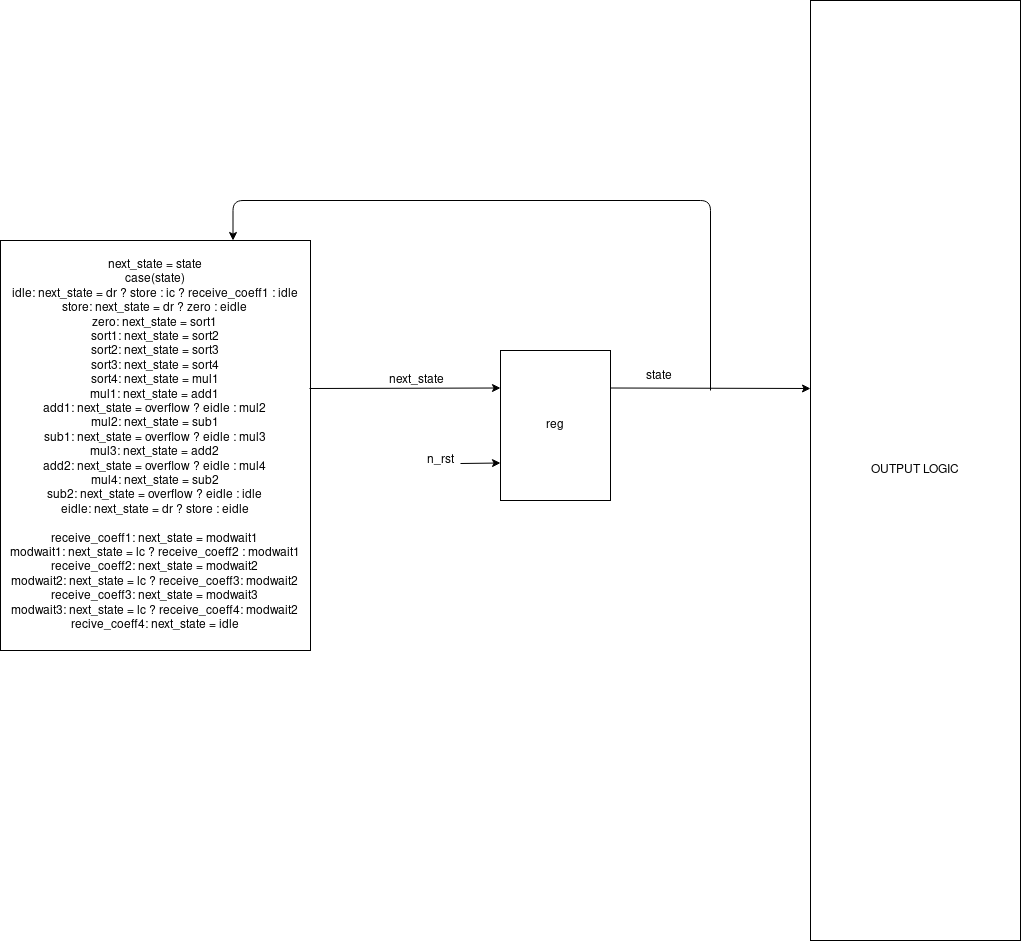 next_state = state
case(state)
idle: next_state = dr ? store : ic ? receive_coeff1 : idle
store: next_state = dr ? zero : eidle
zero: next_state = sort1
sort1: next_state = sort2
sort2: next_state = sort3
sort3: next_state = sort4
sort4: next_state = mul1
mul1: next_state = add1
add1: next_state = overflow ? eidle : mul2
mul2: next_state = sub1
sub1: next_state = overflow ? eidle : mul3
mul3: next_state = add2
add2: next_state = overflow ? eidle : mul4
mul4: next_state = sub2
sub2: next_state = overflow ? eidle : idle
eidle: next_state = dr ? store : eidle
receive_coeff1: next_state = modwait1
modwait1: next_state = lc ? receive_coeff2 : modwait1
receive_coeff2: next_state = modwait2
modwait2: next_state = lc ? receive_coeff3: modwait2
receive_coeff3: next_state = modwait3
modwait3: next_state = lc ? receive_coeff4: modwait2
recive_coeff4: next_state = idle
next_state
n_rst
reg
state
OUTPUT LOGIC